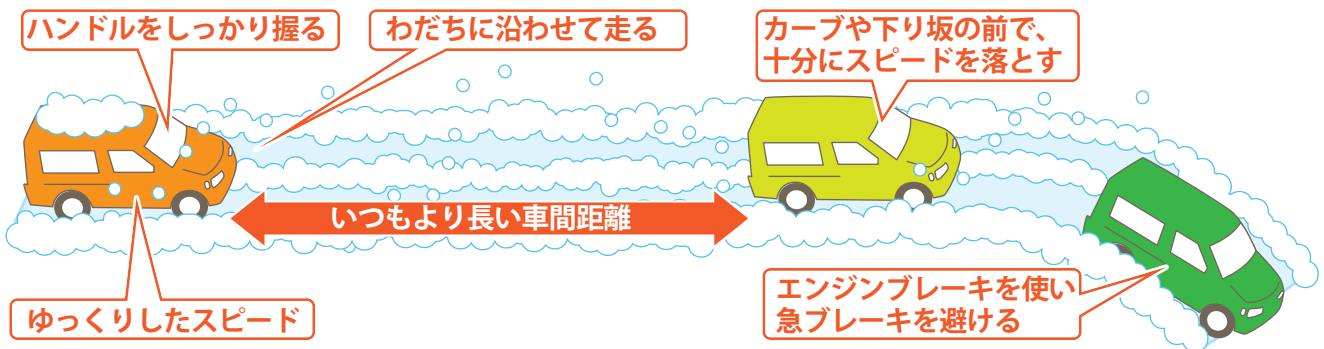 ハンドルをしっかり握る
わだちに沿わせて走る
カーブや下り坂の前で、
十分にスピードを落とす
いつもより長い車間距離
ゆっくりしたスピード
エンジンブレーキを使い
急ブレーキを避ける